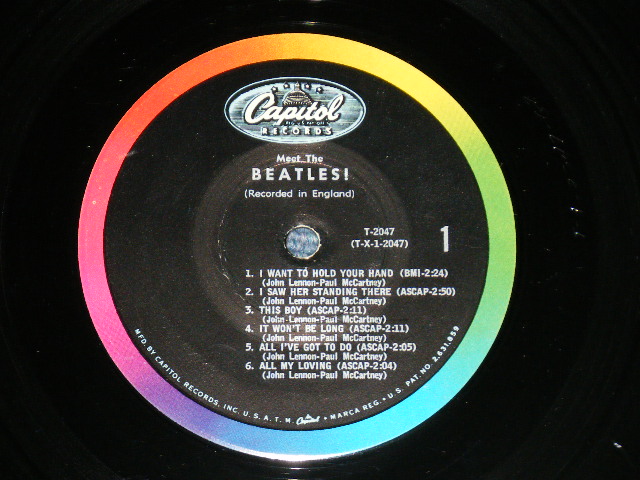 Capitol
RECORDS
Meet The
BEATLES!
(Recorded in England)
T-2047
(T-X-1-2047)
1
1. I WANT TO HOLD YOUR HAND (BMI-2:24)
(John Lennon-Paul McCartney)
2. I SAW HER STANDING THERE (ASCAP-2:50)
(John Lennon-Paul McCartney)
3. THIS BOY (ASCAP-2:11)
(John Lennon-Paul McCartney)
4. IT WON'T BE LONG (ASCAP-2:11)
(John Lennon-Paul McCartney)
5. ALL I'VE GOT TO DO (ASCAP-2:05)
(John Lennon-Paul McCartney)
6. ALL MY LOVING (ASCAP-2:04)
(John Lennon-Paul McCartney)
MFD. BY CAPITOL RECORDS, INC. U.S.A. T.M. Capitol • MARCA REG. • U.S. PAT. NO. 2,631,859